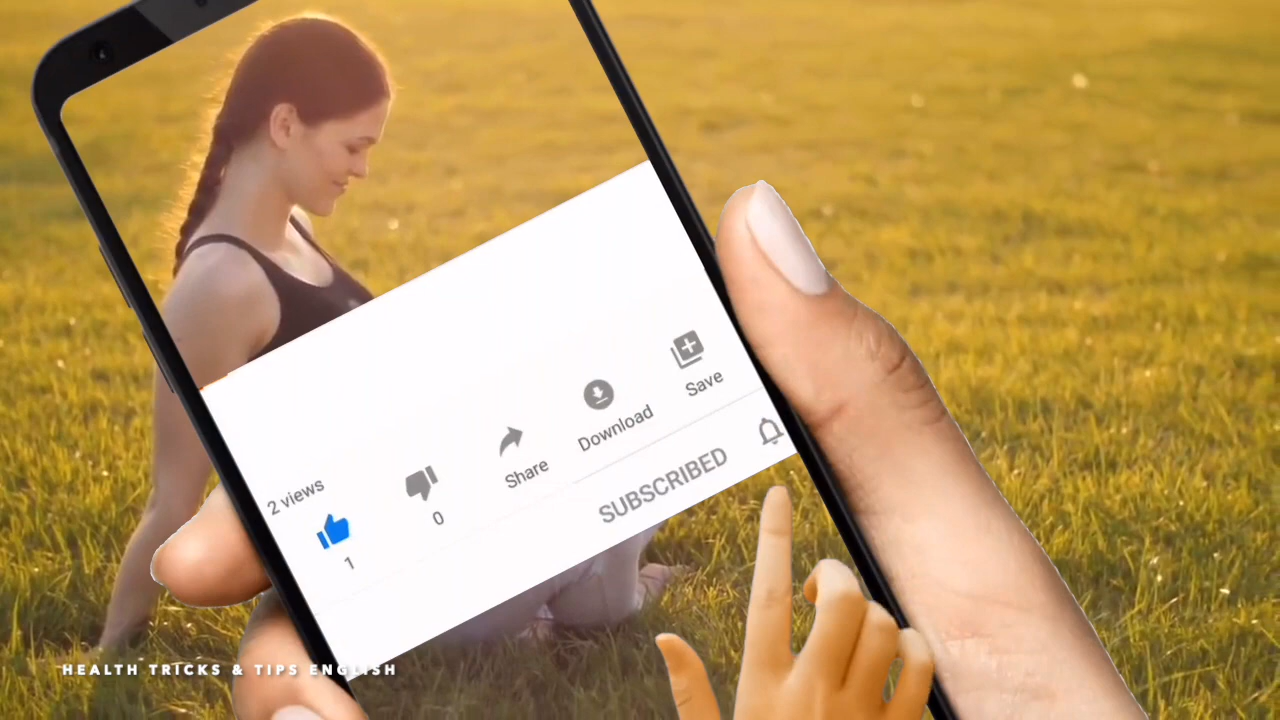 2 views
1
0
Share
Download
Save
SUBSCRIBED
HEALTH TRICKS & TIPS ENGLISH